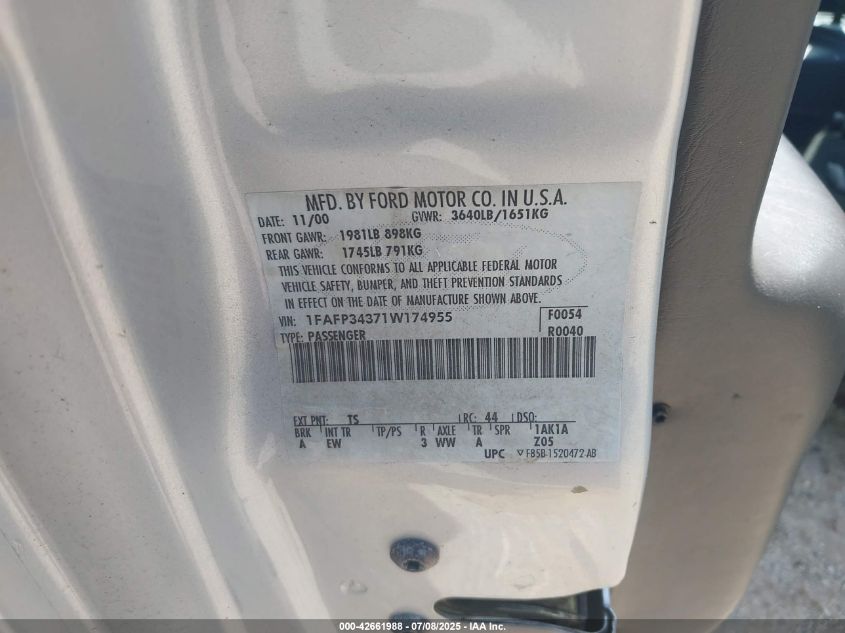 MFD. BY FORD MOTOR CO. IN U.S.A.
DATE: 11/00 GVWR: 3640LB/1651KG
FRONT GAWR: 1981LB 898KG
REAR GAWR: 1745LB 791KG
THIS VEHICLE CONFORMS TO ALL APPLICABLE FEDERAL MOTOR
VEHICLE SAFETY, BUMPER, AND THEFT PREVENTION STANDARDS
IN EFFECT ON THE DATE OF MANUFACTURE SHOWN ABOVE.
VIN: 1FAFP34371W174955 F0054
TYPE: PASSENGER R0040
EXT PNT: TS RC: 44 DSO:
BRK INT TR TP/PS R AXLE TR SPR 1AK1A
A EW 3 WW A Z05
UPC ▽ F85B-1520472-AB
000-42661988 - 07/08/2025 - IAA Inc.